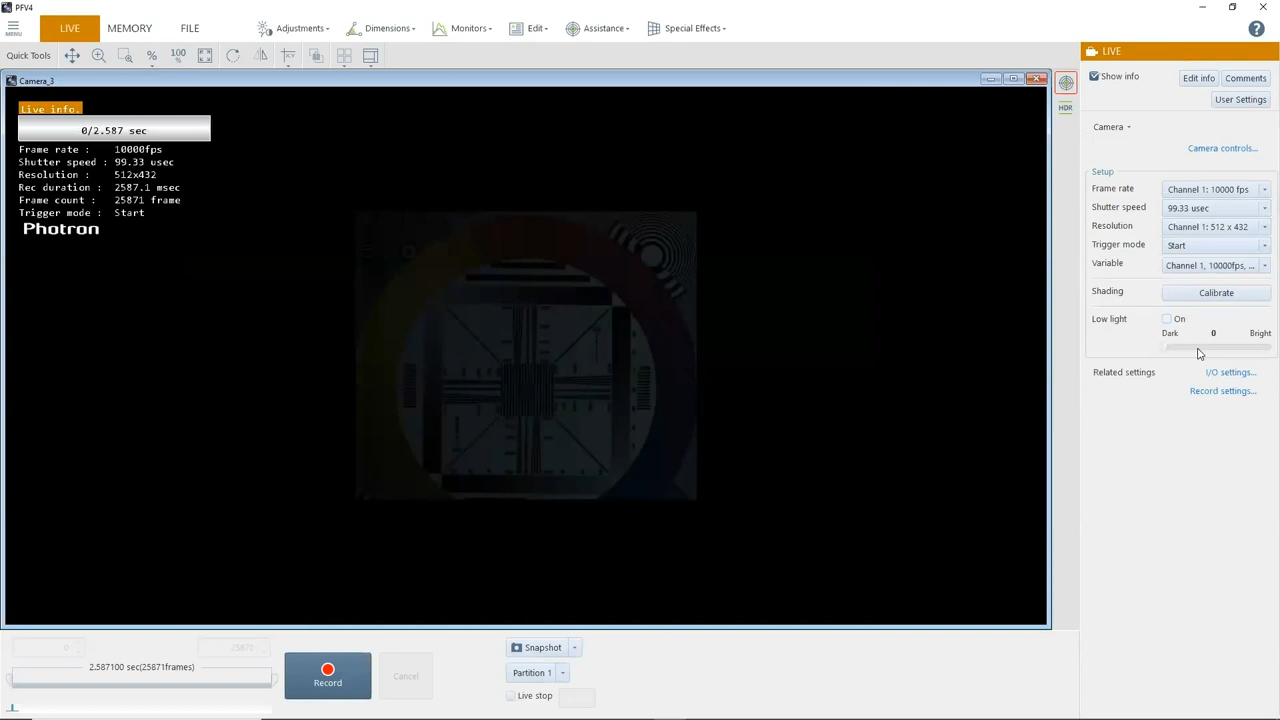 PFV4
MENU
LIVE
MEMORY
FILE
Adjustments
Dimensions
Monitors
Edit
Assistance
Special Effects
Quick Tools
%
100
%
Camera_3
Live info.
0/2.587 sec
Frame rate : 10000fps
Shutter speed : 99.33 usec
Resolution : 512x432
Rec duration : 2587.1 msec
Frame count : 25871 frame
Trigger mode : Start
Photron
HDR
LIVE
Show info
Edit info
Comments
User Settings
Camera
Camera controls...
Setup
Frame rate
Channel 1: 10000 fps
Shutter speed
99.33 usec
Resolution
Channel 1: 512 x 432
Trigger mode
Start
Variable
Channel 1, 10000fps, ...
Shading
Calibrate
Low light
On
Dark
0
Bright
Related settings
I/O settings...
Record settings...
0
25870
2.587100 sec(25871frames)
Record
Cancel
Snapshot
Partition 1
Live stop